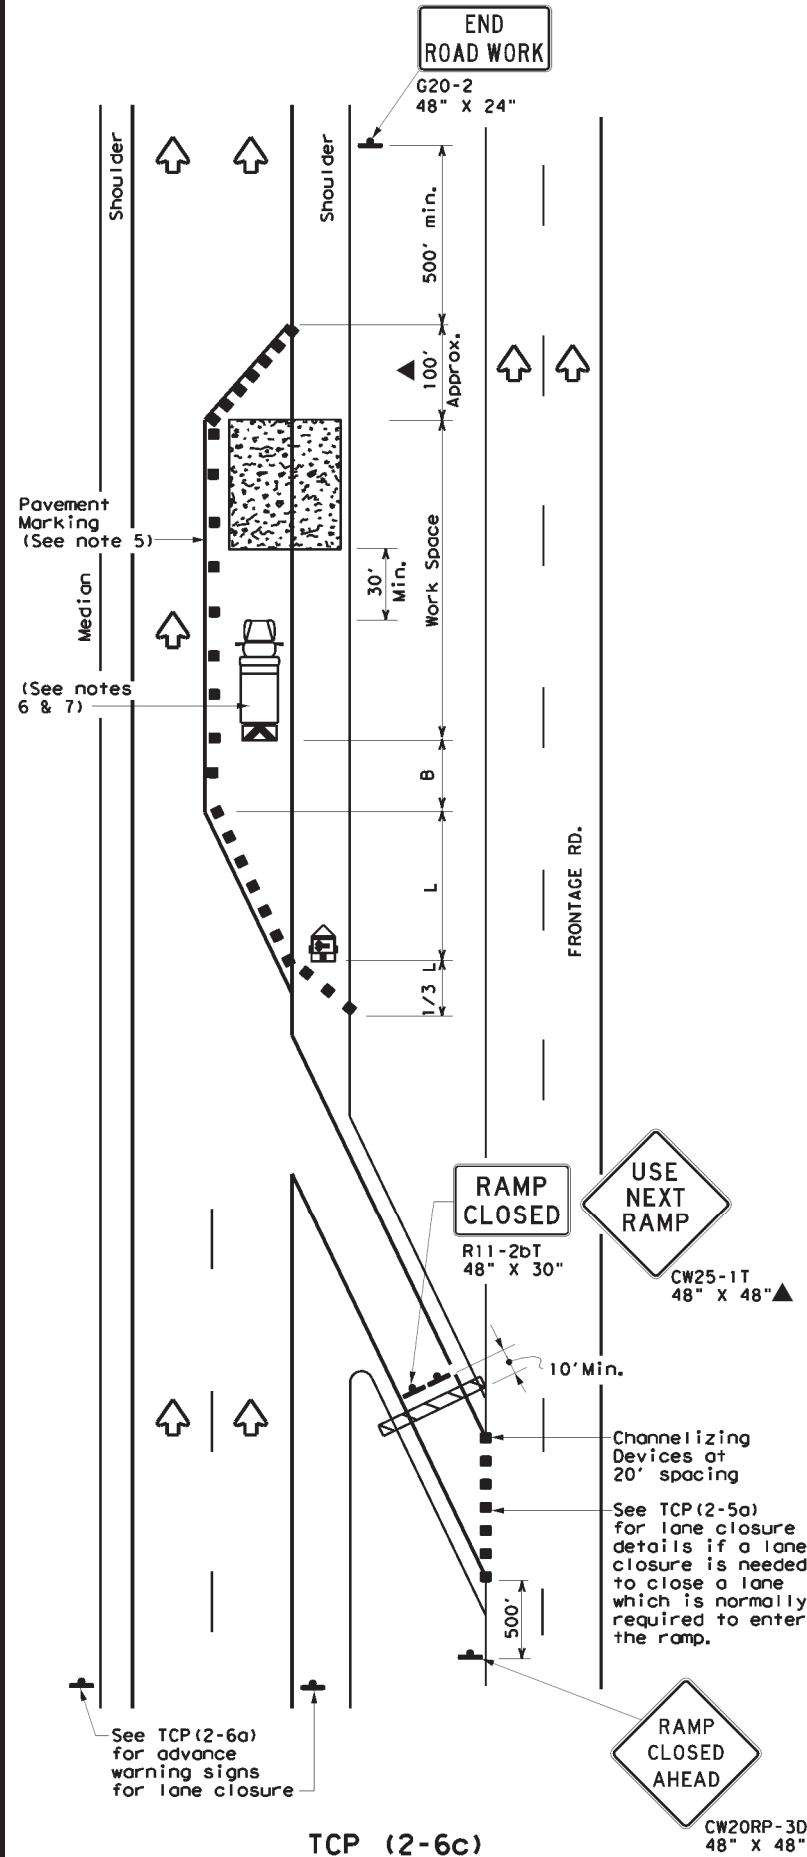 END
ROAD WORK
G20-2
48" X 24"
Shoulder
Shoulder
500' min.
100'
Approx.
Pavement
Marking
(See note 5)
Median
30'
Min.
Work Space
(See notes
6 & 7)
B
L
1/3 L
FRONTAGE RD.
RAMP
CLOSED
R11-2bT
48" X 30"
USE
NEXT
RAMP
CW25-1T
48" X 48"
10'Min.
Channelizing
Devices at
20' spacing
See TCP(2-5a)
for lane closure
details if a lane
closure is needed
to close a lane
which is normally
required to enter
the ramp.
500'
See TCP(2-6a)
for advance
warning signs
for lane closure
RAMP
CLOSED
AHEAD
CW20RP-3D
48" X 48"
TCP (2-6c)